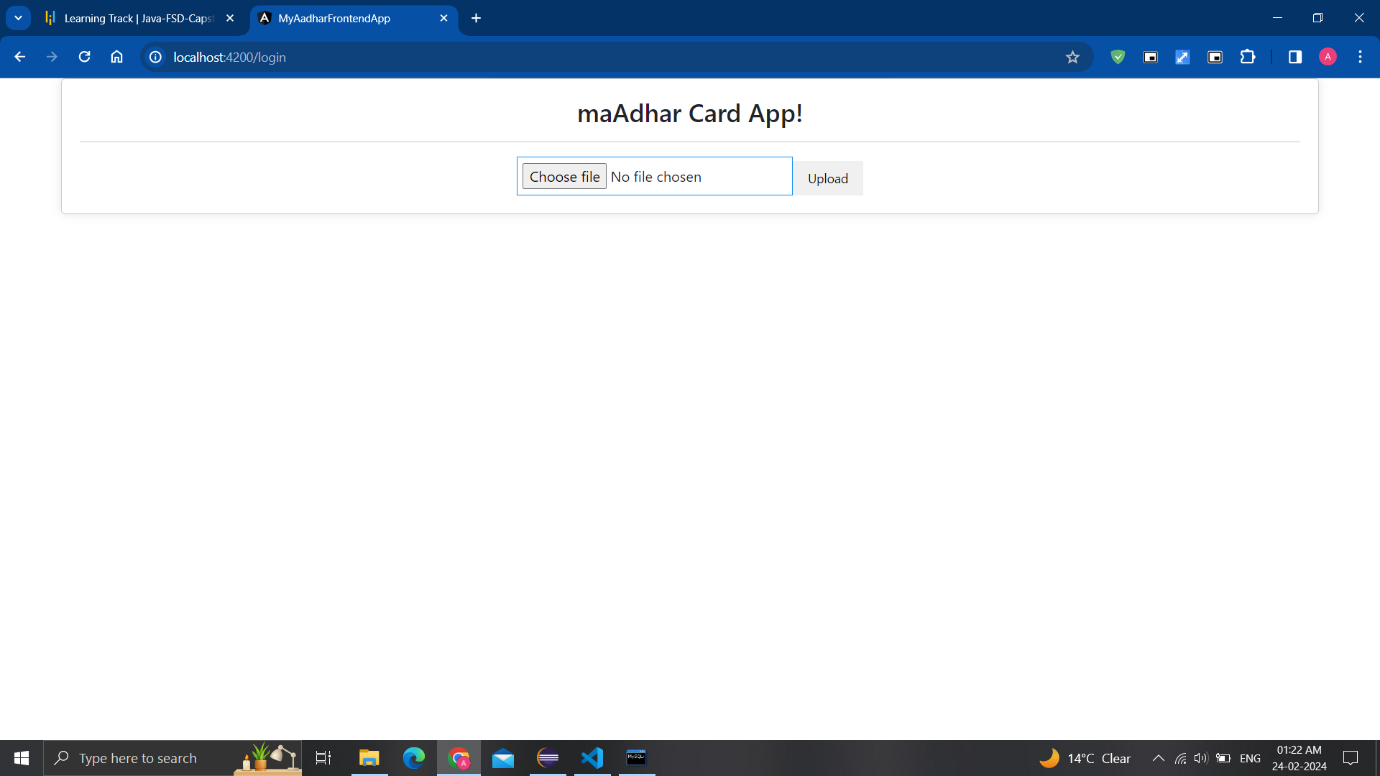 Learning Track | Java-FSD-Capst
MyAadharFrontendApp
localhost:4200/login
A
maAdhar Card App!
Choose file No file chosen
Upload
Type here to search
A
MySQL
14°C Clear
ENG
01:22 AM
24-02-2024